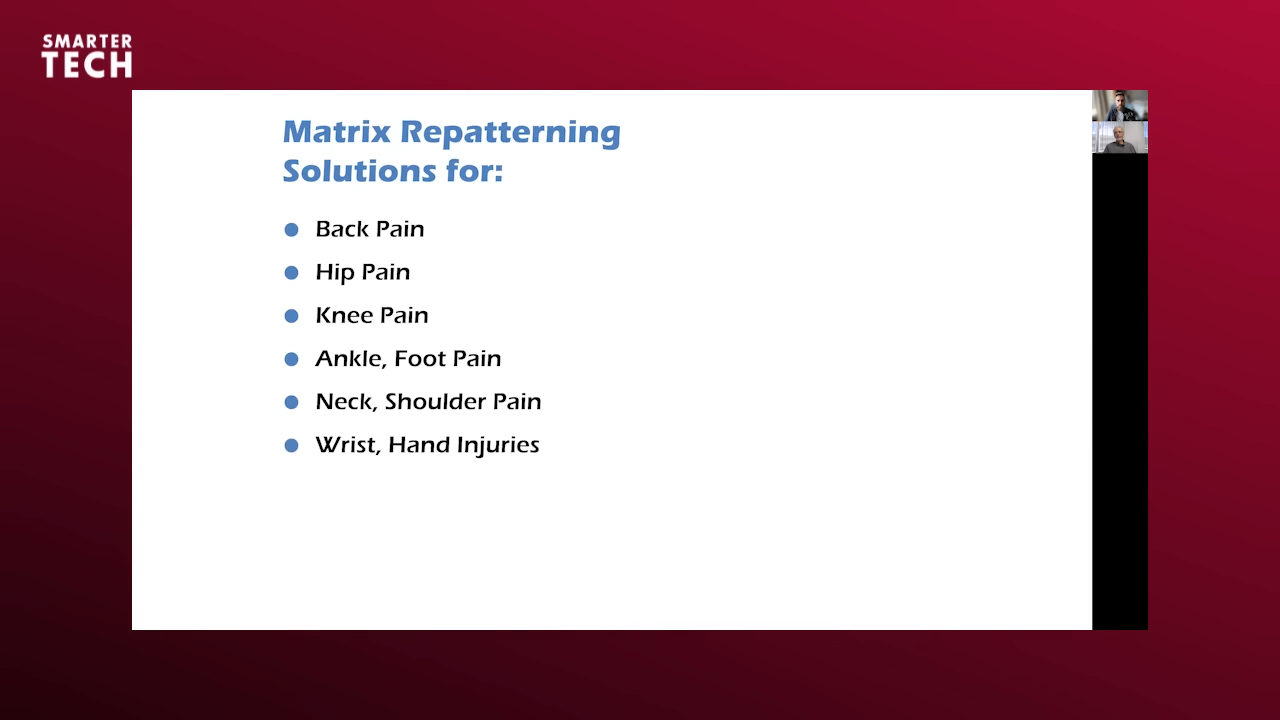 SMARTER
TECH
Matrix Repatterning
Solutions for:
Back Pain
Hip Pain
Knee Pain
Ankle, Foot Pain
Neck, Shoulder Pain
Wrist, Hand Injuries